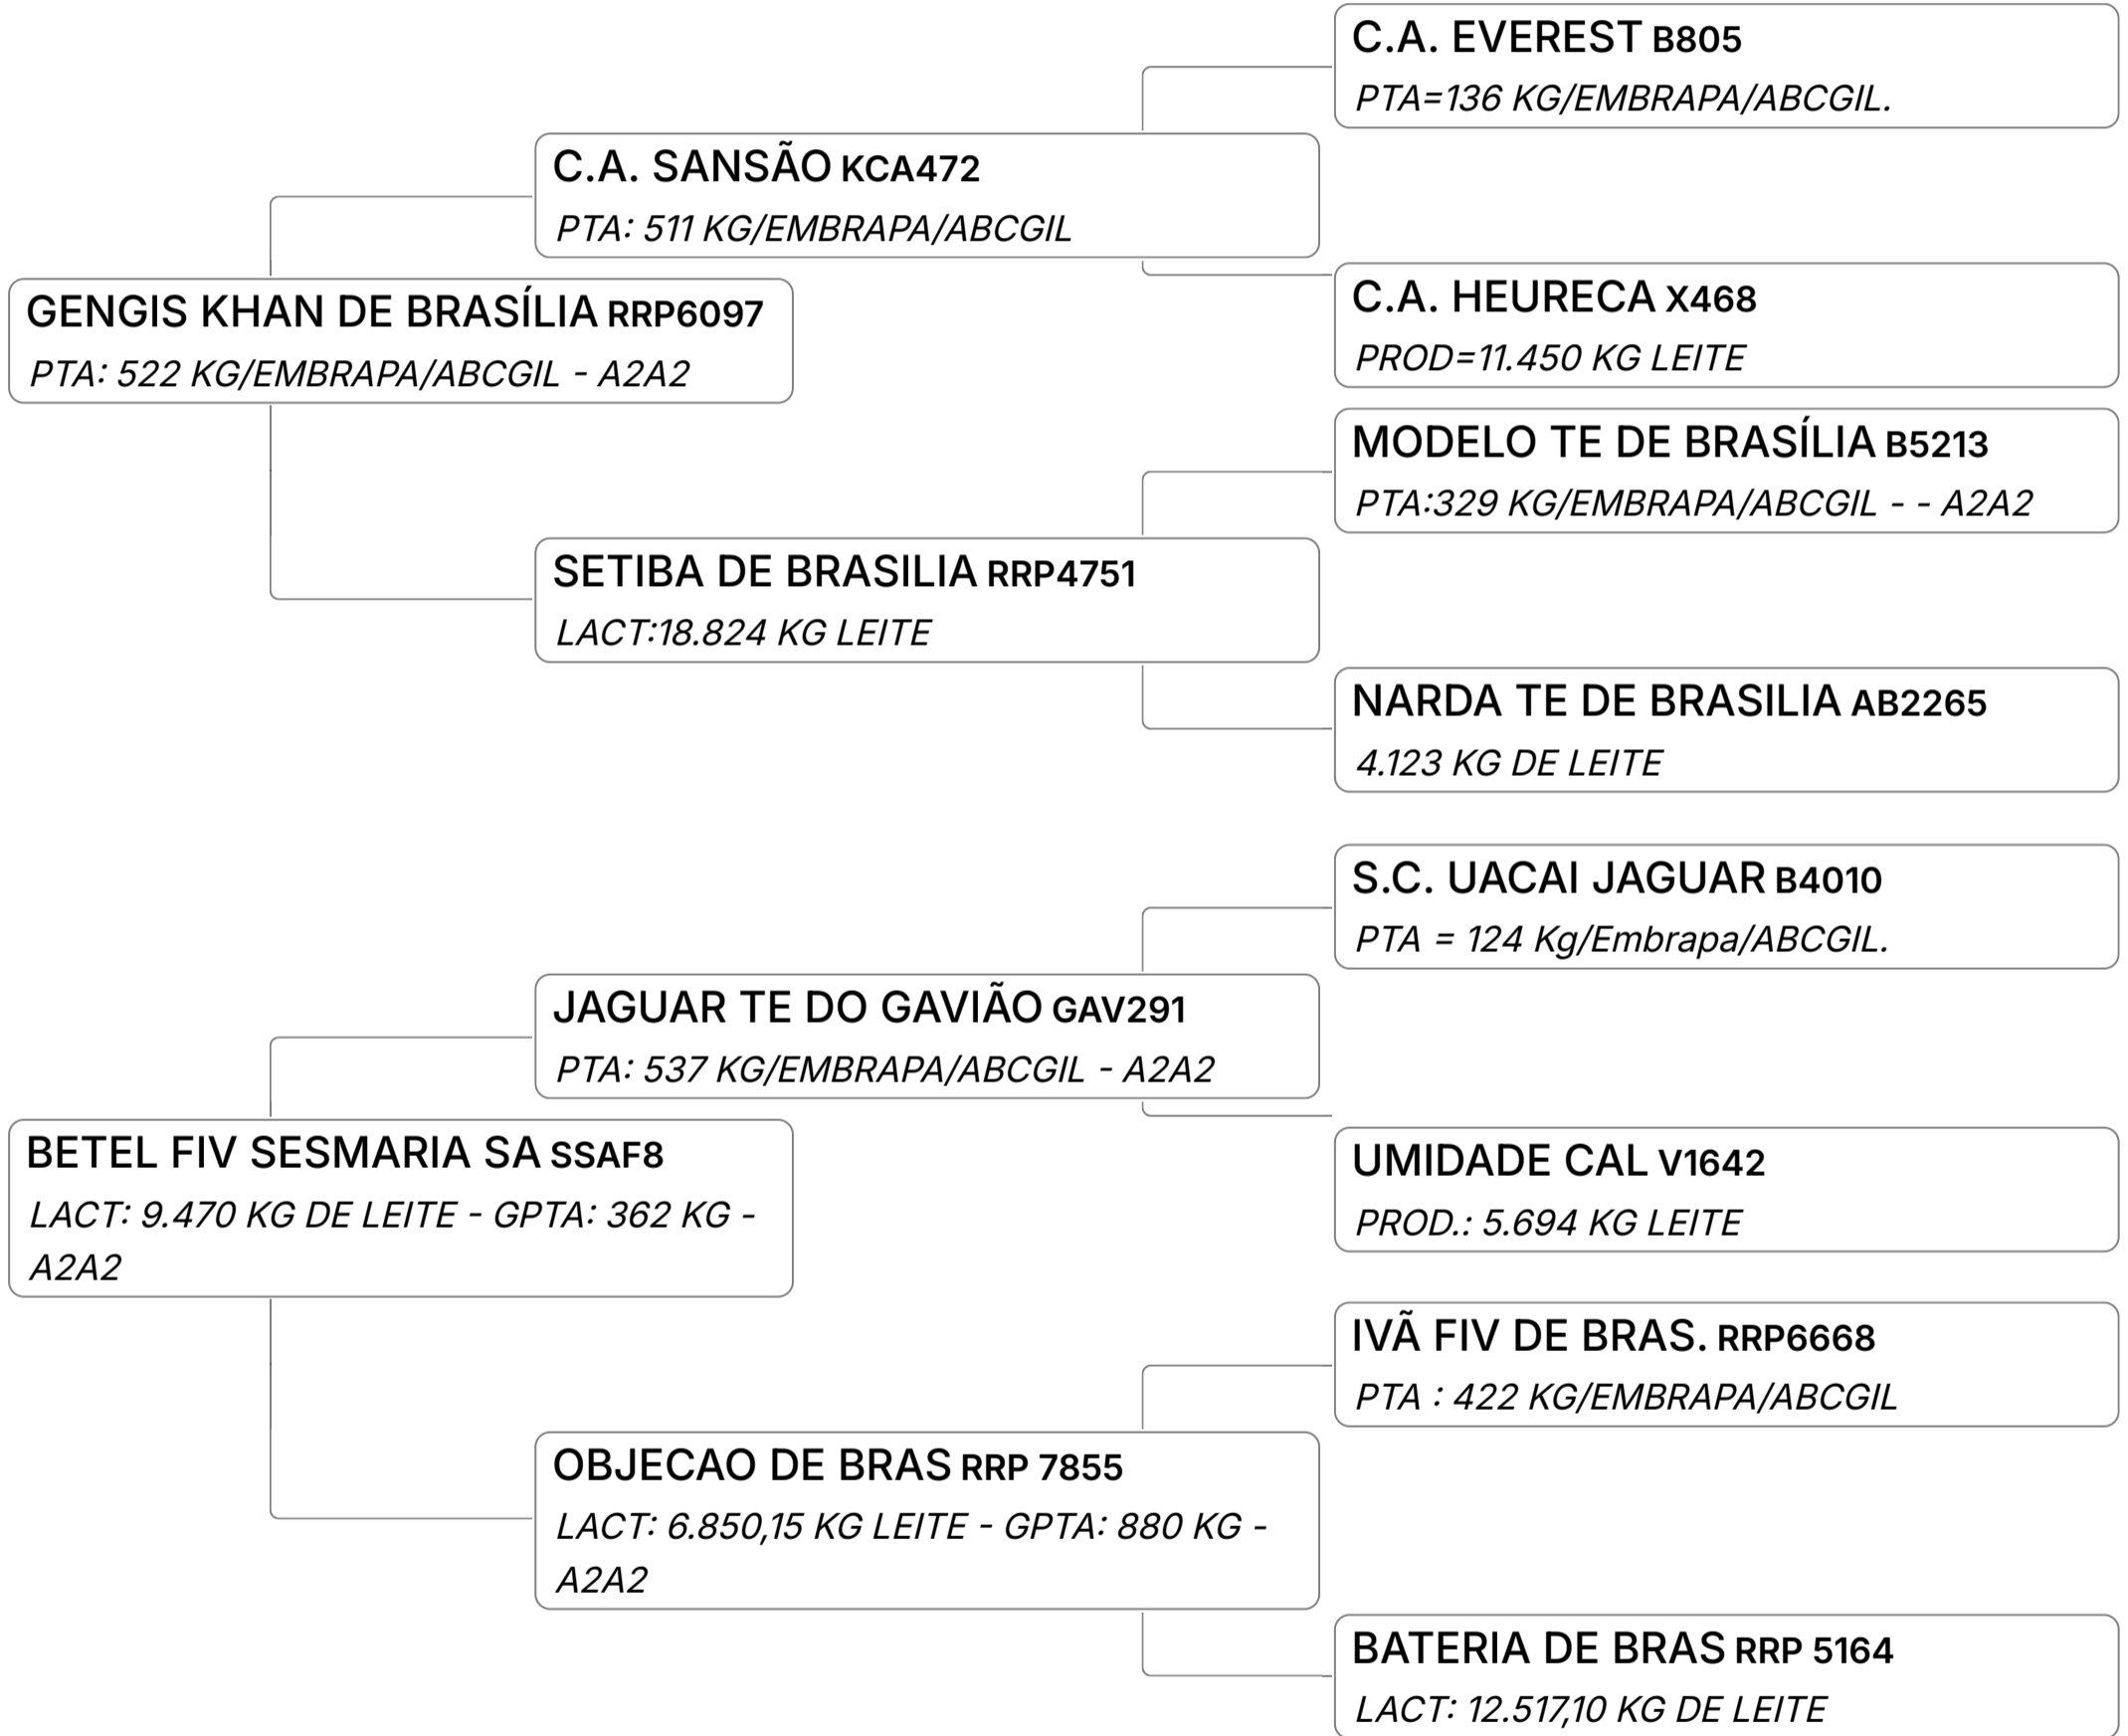 C.A. EVEREST B805
PTA=136 KG/EMBRAPA/ABCGIL.
C.A. SANSÃO KCA472
PTA: 511 KG/EMBRAPA/ABCGIL
C.A. HEURECA X468
PROD=11.450 KG LEITE
GENGIS KHAN DE BRASÍLIA RRP6097
PTA: 522 KG/EMBRAPA/ABCGIL - A2A2
MODELO TE DE BRASÍLIA B5213
PTA:329 KG/EMBRAPA/ABCGIL - - A2A2
SETIBA DE BRASILIA RRP4751
LACT:18.824 KG LEITE
NARDA TE DE BRASILIA AB2265
4.123 KG DE LEITE
S.C. UACAI JAGUAR B4010
PTA = 124 Kg/Embrapa/ABCGIL.
JAGUAR TE DO GAVIÃO GAV291
PTA: 537 KG/EMBRAPA/ABCGIL - A2A2
UMIDADE CAL V1642
PROD.: 5.694 KG LEITE
BETEL FIV SESMARIA SA SSAF8
LACT: 9.470 KG DE LEITE - GPTA: 362 KG -
A2A2
IVÃ FIV DE BRAS. RRP6668
PTA : 422 KG/EMBRAPA/ABCGIL
OBJECAO DE BRAS RRP 7855
LACT: 6.850,15 KG LEITE - GPTA: 880 KG -
A2A2
BATERIA DE BRAS RRP 5164
LACT: 12.517,10 KG DE LEITE